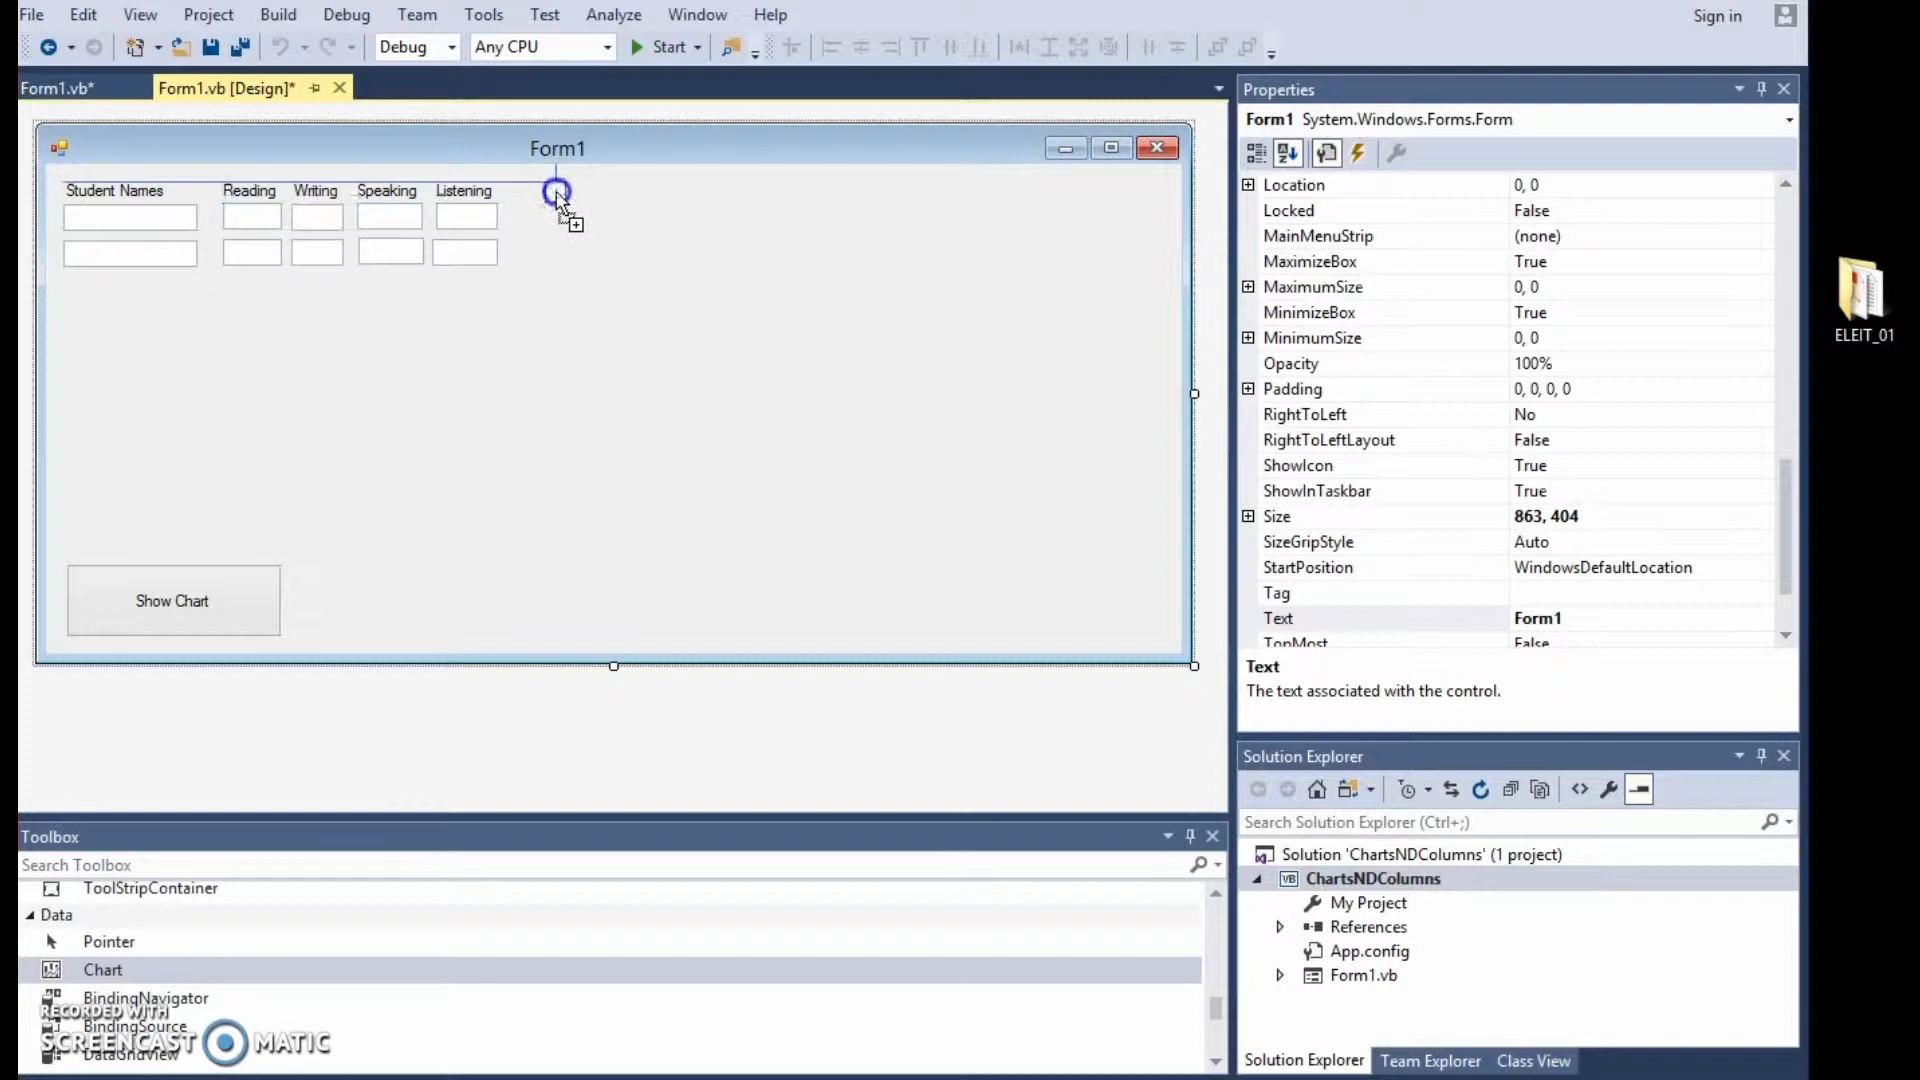 File Edit View Project Build Debug Team Tools Test Analyze Window Help Sign in
Debug Any CPU Start
Form1.vb* Form1.vb [Design]*
Form1
Student Names Reading Writing Speaking Listening
Show Chart
Properties
Form1 System.Windows.Forms.Form
Location 0, 0
Locked False
MainMenuStrip (none)
MaximizeBox True
MaximumSize 0, 0
MinimizeBox True
MinimumSize 0, 0
Opacity 100%
Padding 0, 0, 0, 0
RightToLeft No
RightToLeftLayout False
ShowIcon True
ShowInTaskbar True
Size 863, 404
SizeGripStyle Auto
StartPosition WindowsDefaultLocation
Tag
Text Form1
TopMost False
Text
The text associated with the control.
ELEIT_01
Toolbox
Search Toolbox
ToolStripContainer
Data
Pointer
Chart
BindingNavigator
BindingSource
DataGridView
RECORDED WITH
SCREENCAST MATIC
Solution Explorer
Search Solution Explorer (Ctrl+;)
Solution 'ChartsNDColumns' (1 project)
VB ChartsNDColumns
My Project
References
App.config
Form1.vb
Solution Explorer Team Explorer Class View